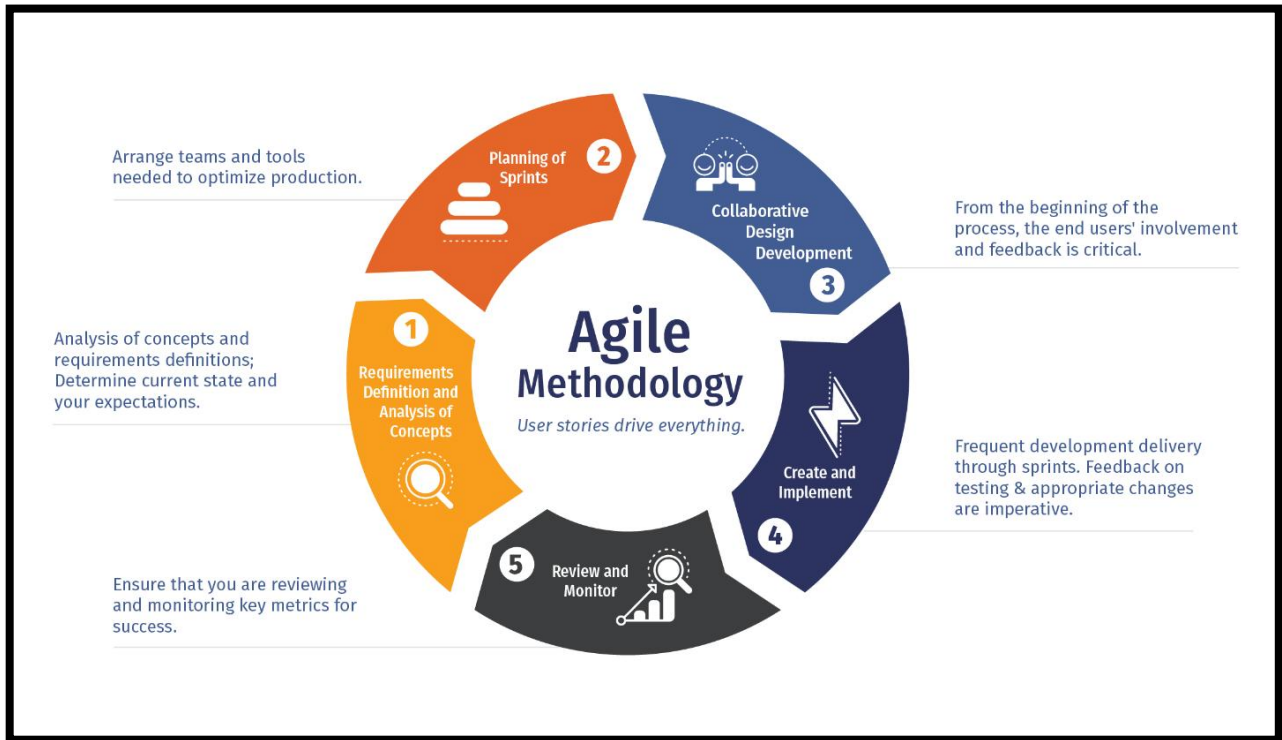 Agile
Methodology
User stories drive everything.
1
Requirements
Definition and
Analysis of
Concepts
Analysis of concepts and
requirements definitions;
Determine current state and
your expectations.
2
Planning of
Sprints
Arrange teams and tools
needed to optimize production.
Collaborative
Design
Development
3
From the beginning of the
process, the end users' involvement
and feedback is critical.
Create and
Implement
4
Frequent development delivery
through sprints. Feedback on
testing & appropriate changes
are imperative.
5
Review and
Monitor
Ensure that you are reviewing
and monitoring key metrics for
success.